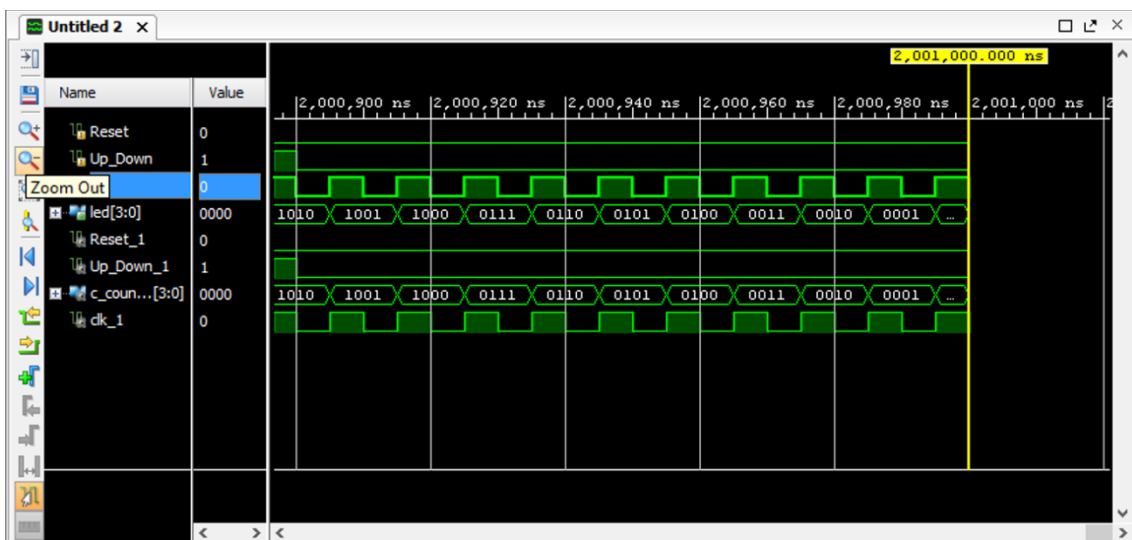 Untitled 2
2,001,000.000 ns
Name Value
2,000,900 ns 2,000,920 ns 2,000,940 ns 2,000,960 ns 2,000,980 ns 2,001,000 ns 2
Reset 0
Up_Down 1
Zoom Out 0
led[3:0] 0000 1010 1001 1000 0111 0110 0101 0100 0011 0010 0001 ...
Reset_1 0
Up_Down_1 1
c_coun...[3:0] 0000 1010 1001 1000 0111 0110 0101 0100 0011 0010 0001 ...
clk_1 0